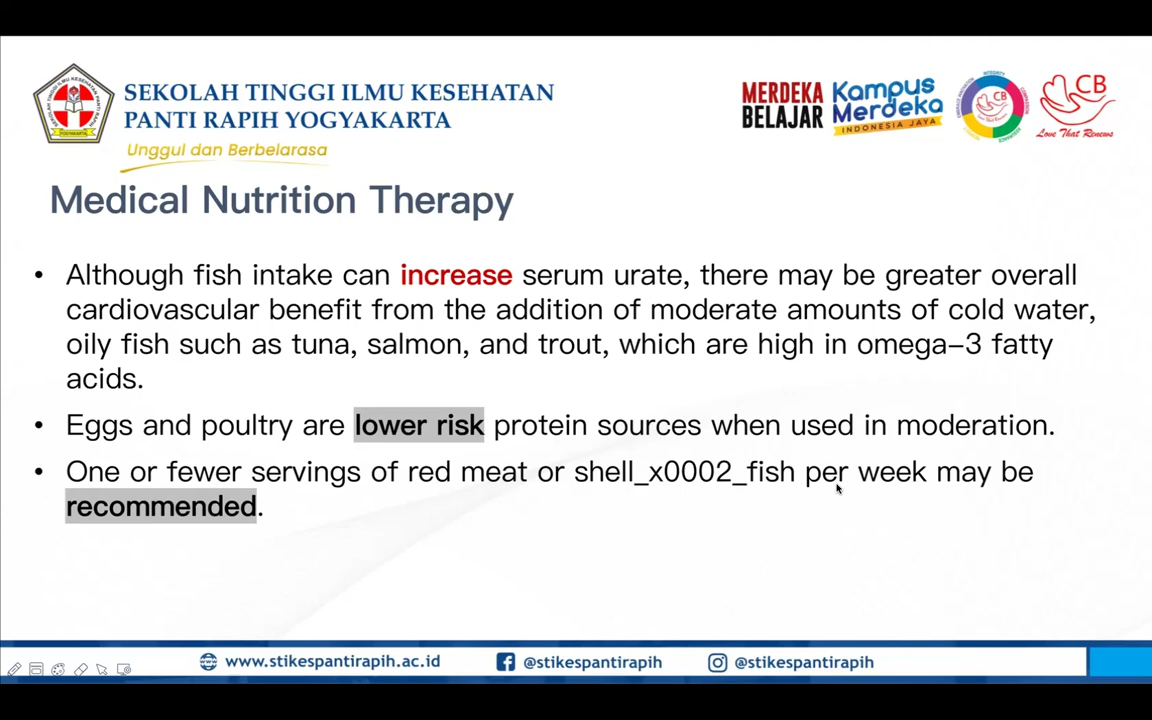 SEKOLAH TINGGI ILMU KESEHATAN
PANTI RAPIH YOGYAKARTA
Unggul dan Berbelarasa
MERDEKA
BELAJAR
Kampus
Merdeka
INDONESIA JAYA
CB
Love That Renews
Medical Nutrition Therapy
• Although fish intake can increase serum urate, there may be greater overall
cardiovascular benefit from the addition of moderate amounts of cold water,
oily fish such as tuna, salmon, and trout, which are high in omega-3 fatty
acids.
• Eggs and poultry are lower risk protein sources when used in moderation.
• One or fewer servings of red meat or shell_x0002_fish per week may be
recommended.
www.stikespantirapih.ac.id
@stikespantirapih
@stikespantirapih